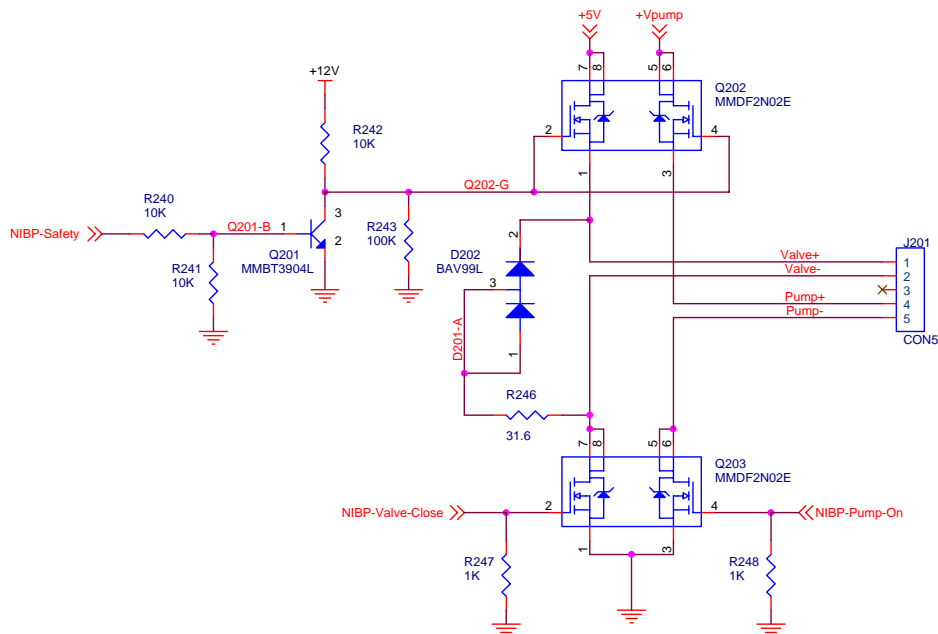 +5V
+Vpump
7
8
5
6
Q202
MMDF2N02E
+12V
2
4
R242
10K
1
3
Q202-G
R240
10K
NIBP-Safety
Q201-B
1
3
2
Q201
MMBT3904L
R243
100K
R241
10K
2
D202
BAV99L
3
D201-A
1
Valve+
Valve-
Pump+
Pump-
J201
1
2
3
4
5
CON5
R246
31.6
7
8
5
6
Q203
MMDF2N02E
NIBP-Valve-Close
2
4
NIBP-Pump-On
1
3
R247
1K
R248
1K